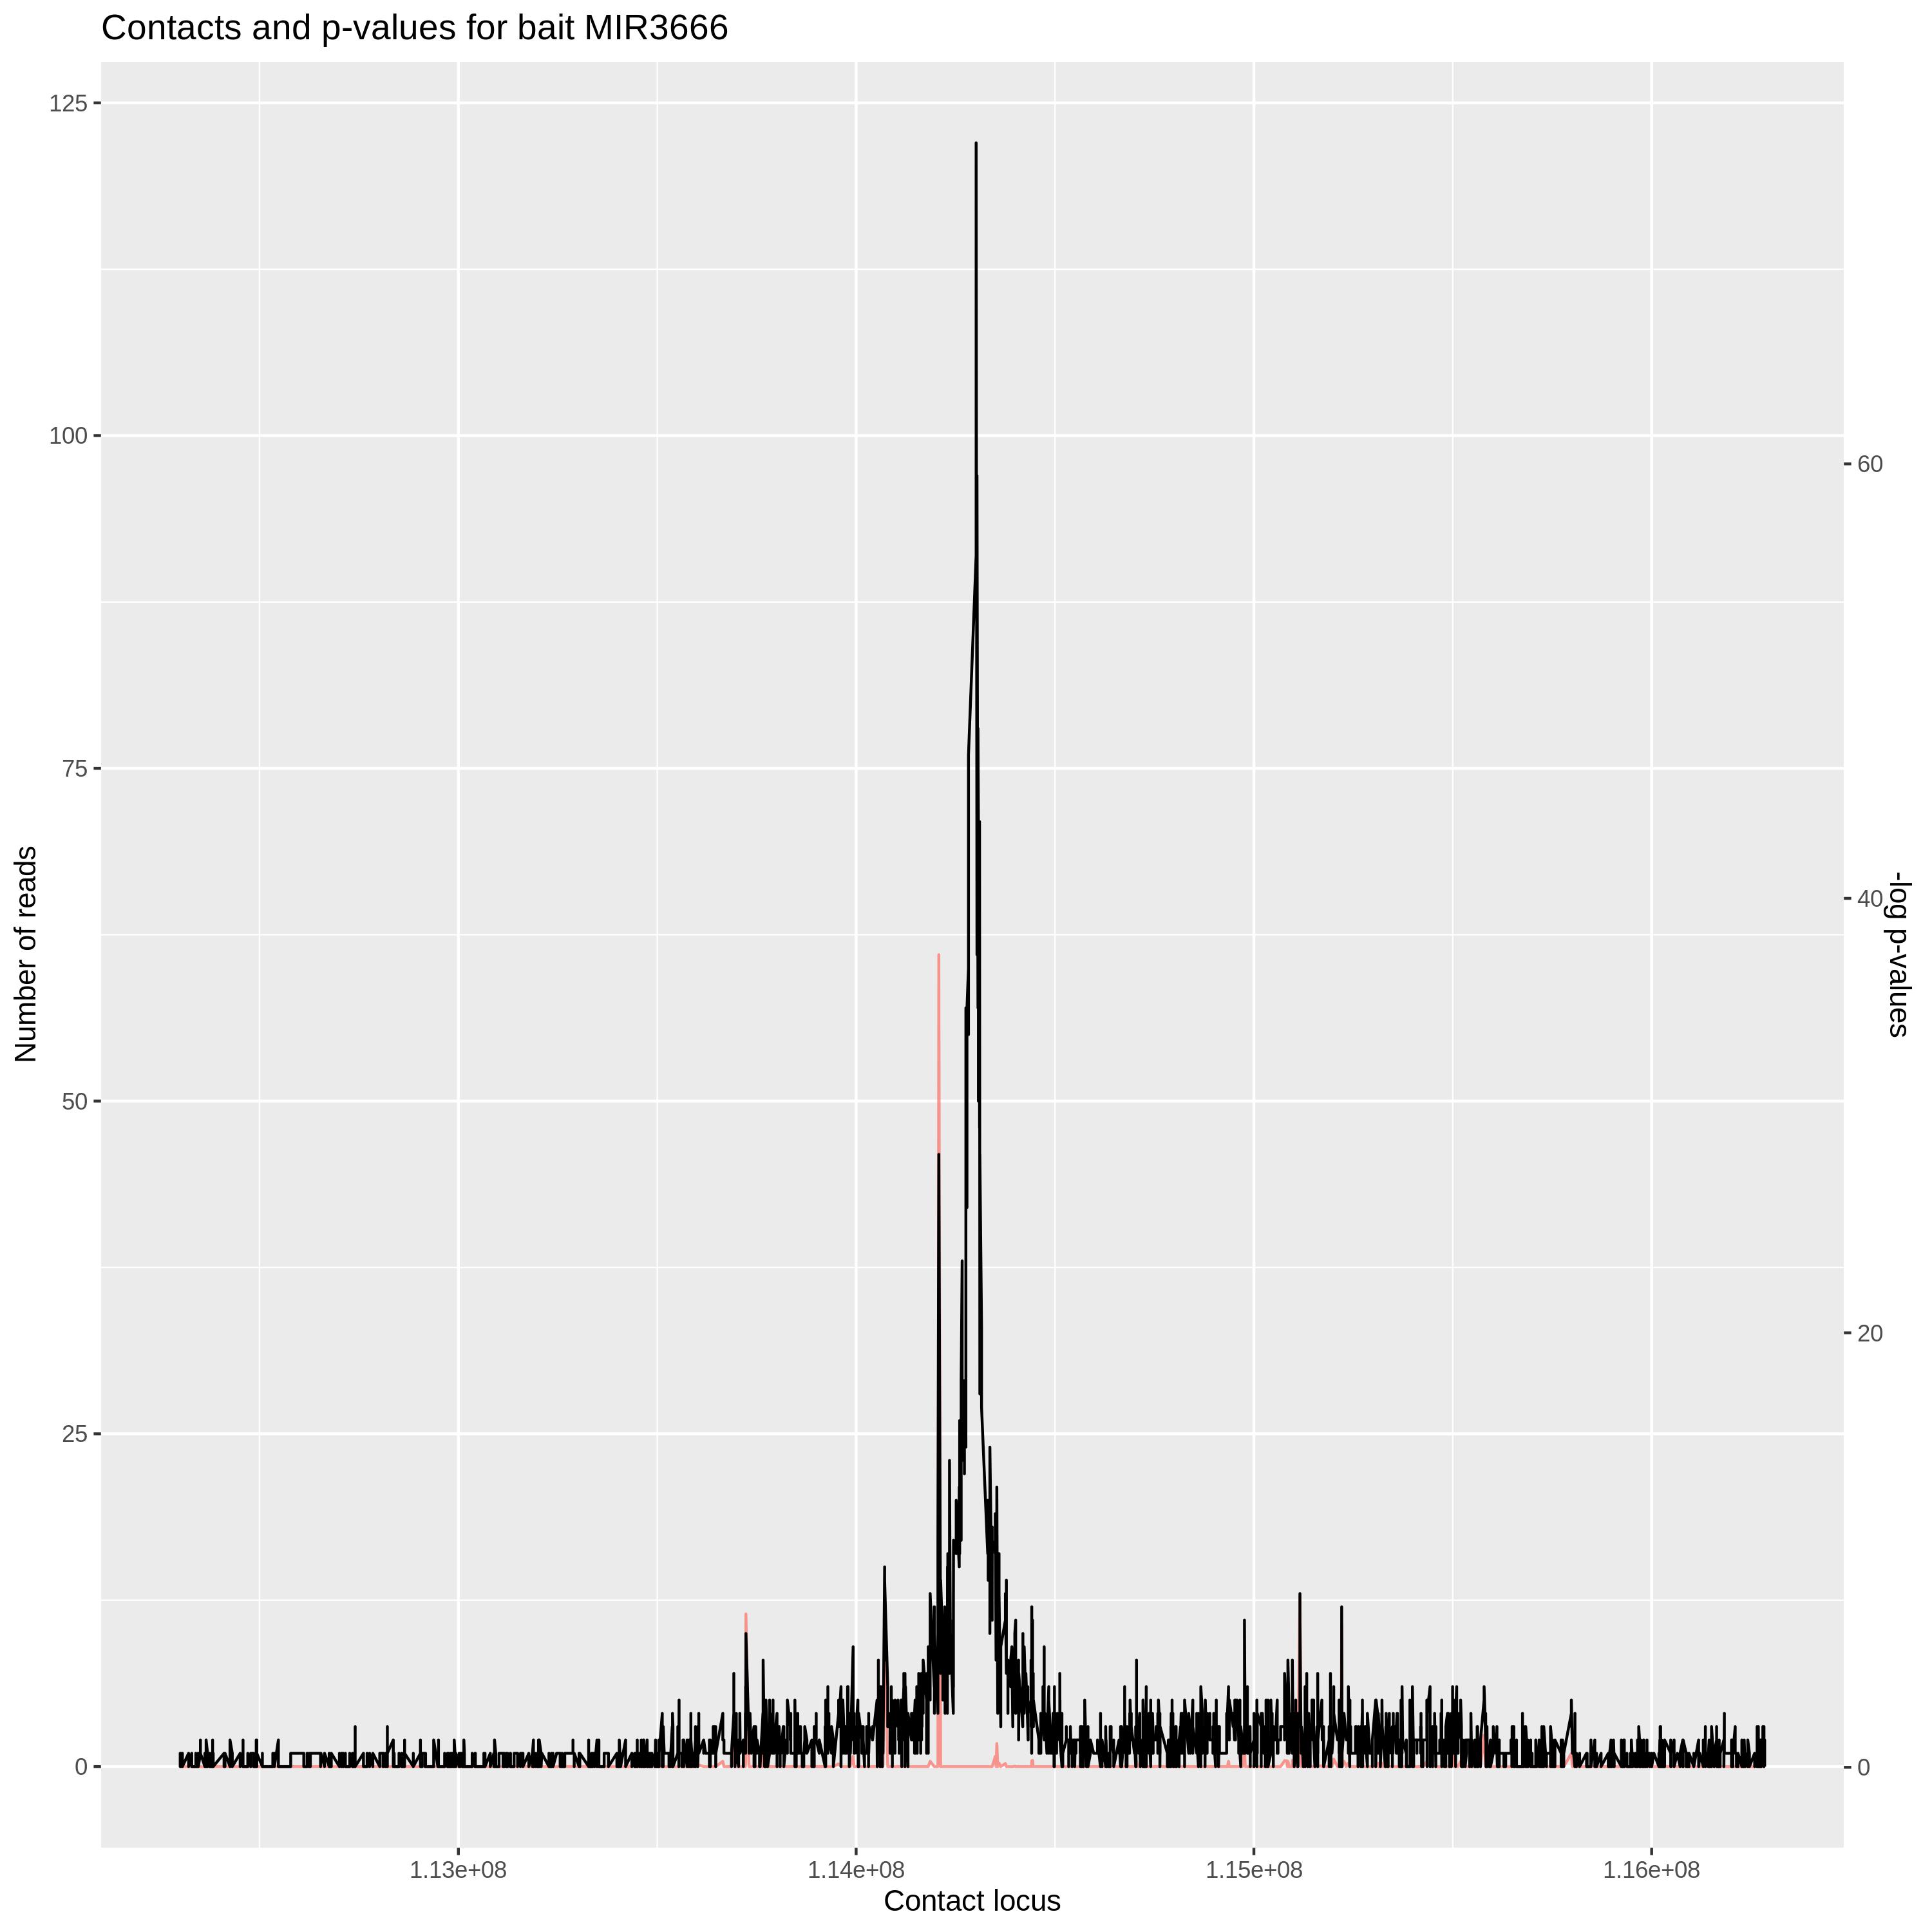 Contacts and p-values for bait MIR3666
125
100
75
50
25
0
Number of reads
60
40
20
0
-log p-values
1.13e+08 1.14e+08 1.15e+08 1.16e+08
Contact locus